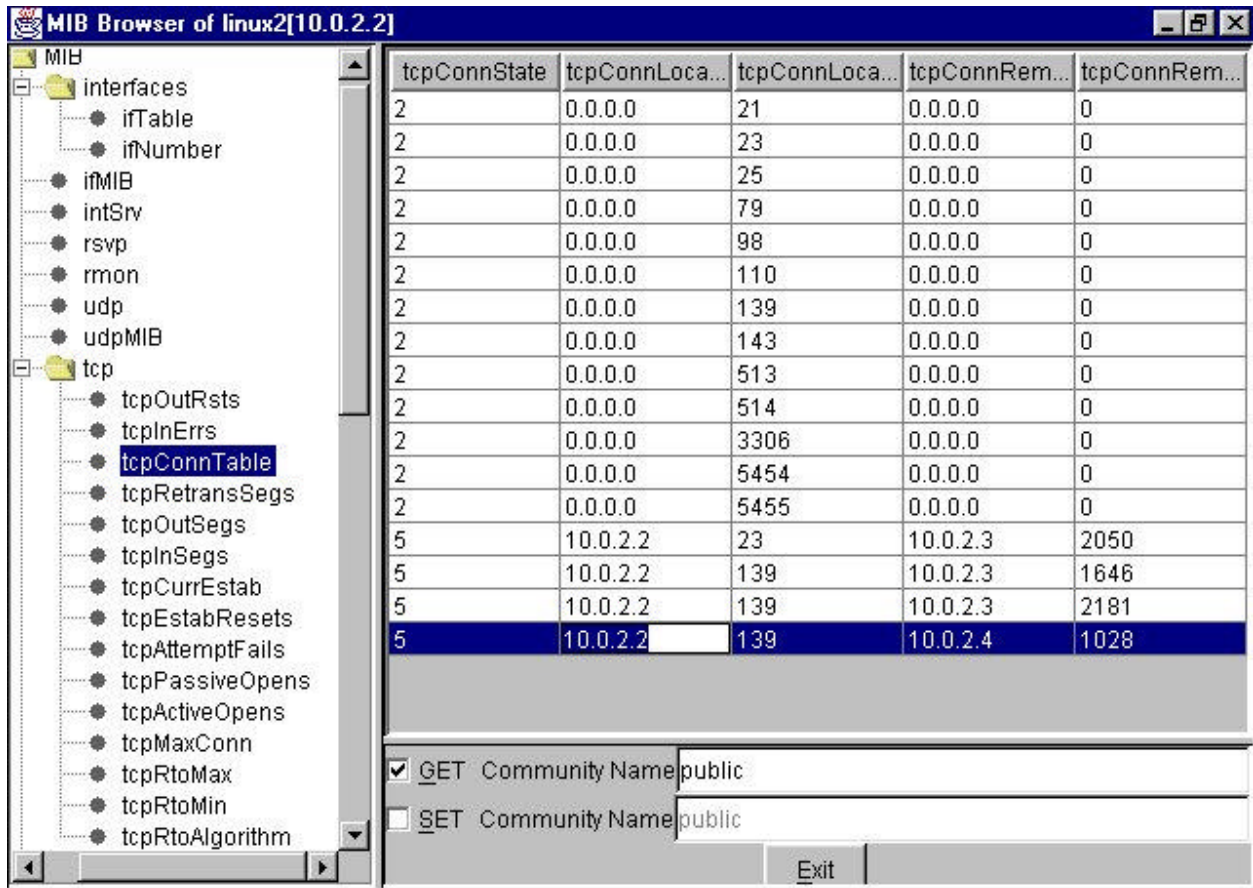 MIB Browser of linux2[10.0.2.2]
MIB
interfaces
ifTable
ifNumber
ifMIB
intSrv
rsvp
rmon
udp
udpMIB
tcp
tcpOutRsts
tcpInErrs
tcpConnTable
tcpRetransSegs
tcpOutSegs
tcpInSegs
tcpCurrEstab
tcpEstabResets
tcpAttemptFails
tcpPassiveOpens
tcpActiveOpens
tcpMaxConn
tcpRtoMax
tcpRtoMin
tcpRtoAlgorithm
tcpConnState tcpConnLoca... tcpConnLoca... tcpConnRem... tcpConnRem...
2 0.0.0.0 21 0.0.0.0 0
2 0.0.0.0 23 0.0.0.0 0
2 0.0.0.0 25 0.0.0.0 0
2 0.0.0.0 79 0.0.0.0 0
2 0.0.0.0 98 0.0.0.0 0
2 0.0.0.0 110 0.0.0.0 0
2 0.0.0.0 139 0.0.0.0 0
2 0.0.0.0 143 0.0.0.0 0
2 0.0.0.0 513 0.0.0.0 0
2 0.0.0.0 514 0.0.0.0 0
2 0.0.0.0 3306 0.0.0.0 0
2 0.0.0.0 5454 0.0.0.0 0
2 0.0.0.0 5455 0.0.0.0 0
5 10.0.2.2 23 10.0.2.3 2050
5 10.0.2.2 139 10.0.2.3 1646
5 10.0.2.2 139 10.0.2.3 2181
5 10.0.2.2 139 10.0.2.4 1028
GET Community Name public
SET Community Name public
Exit